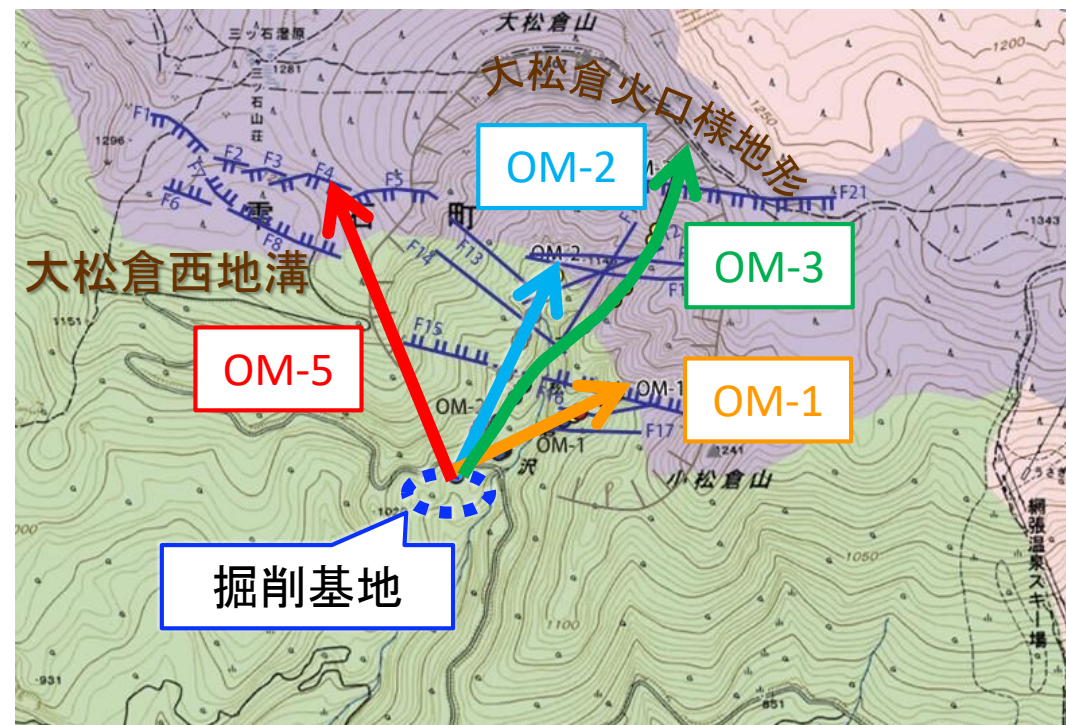 大松倉山
三ッ石湿原
1281
三ッ石山荘
1200
1250
大松倉火口様地形
F1
1296
F2
F3
F4
F5
F6
F8
雫石町
OM-2
F21
1343
F13
F14
OM-2
OM-3
大松倉西地溝
1151
F15
OM-5
OM-1
OM-1
F16
OM-2
OM-1
F17
沢
1241
小松倉山
網張温泉スキー場
掘削基地
1050
1100
931
851